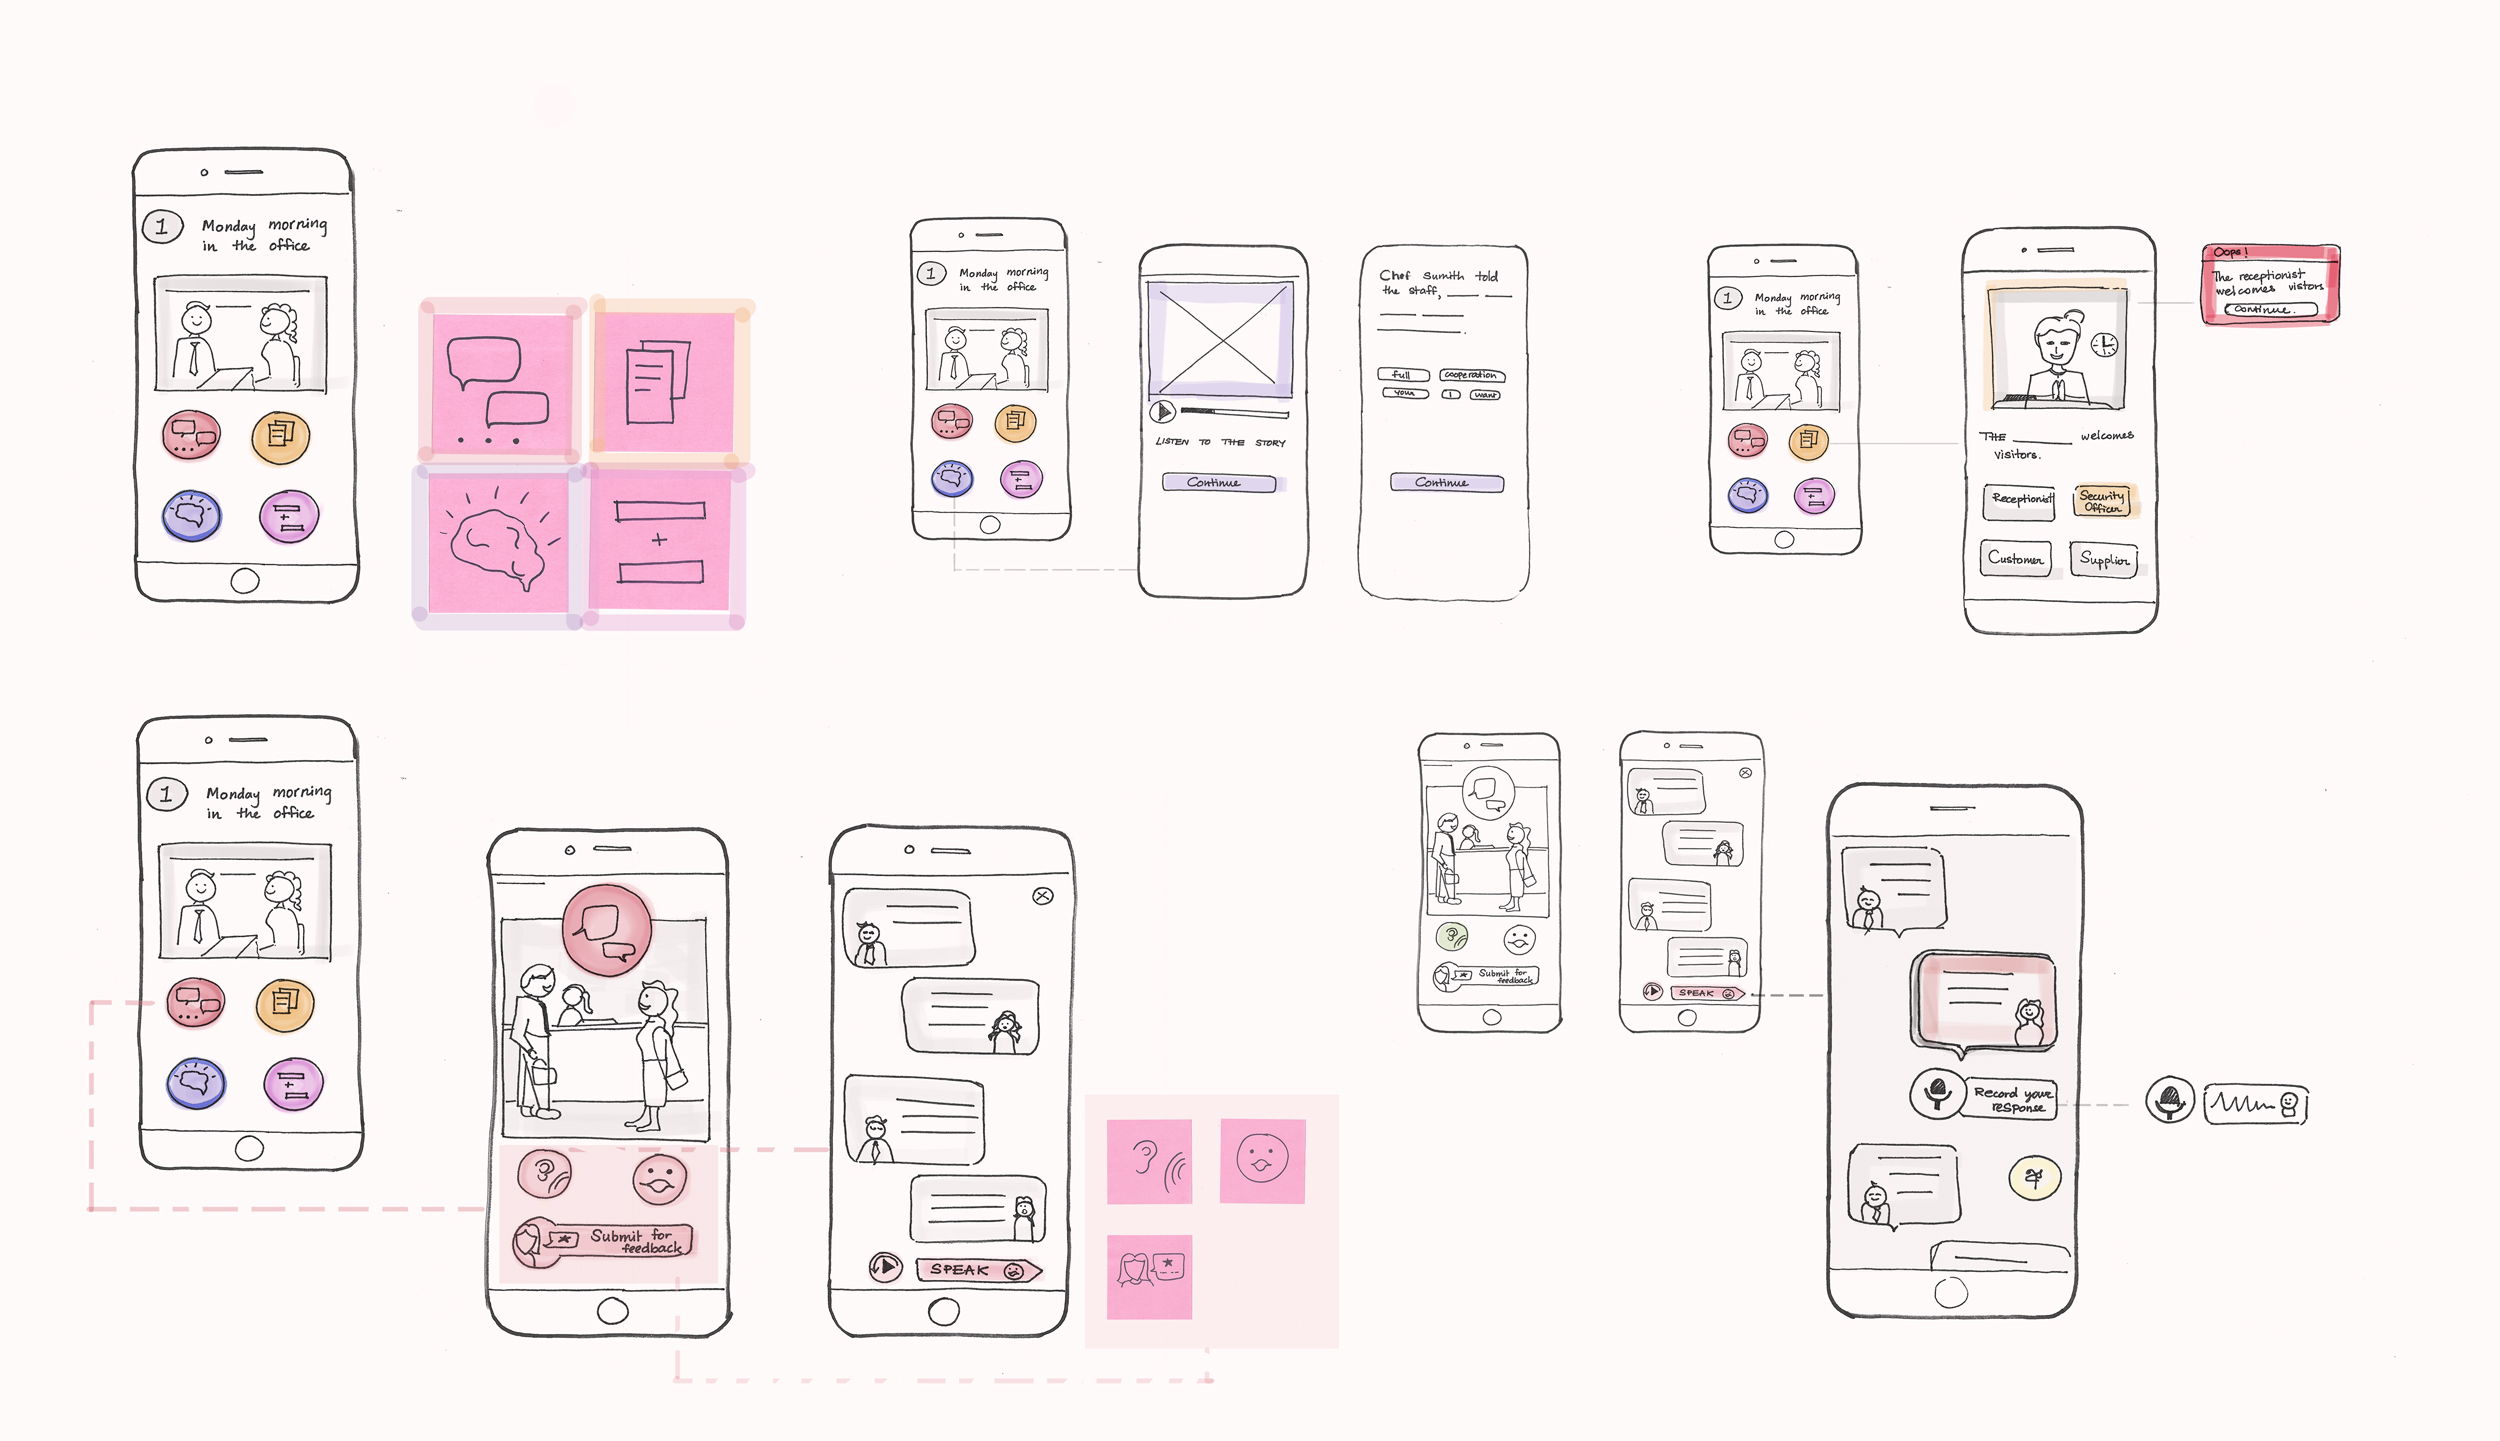 1
Monday morning
in the office
1
Monday morning
in the office
LISTEN TO THE STORY
Continue
Chef Sumith told
the staff,
full cooperation
your I want
Continue
1
Monday morning
in the office
THE ______ welcomes
visitors.
Receptionist
Security
Officer
Customer
Supplier
Oops!
The receptionist
welcomes vistors
Continue.
1
Monday morning
in the office
Submit for
feedback
SPEAK
Submit for
feedback
SPEAK
Record your
response